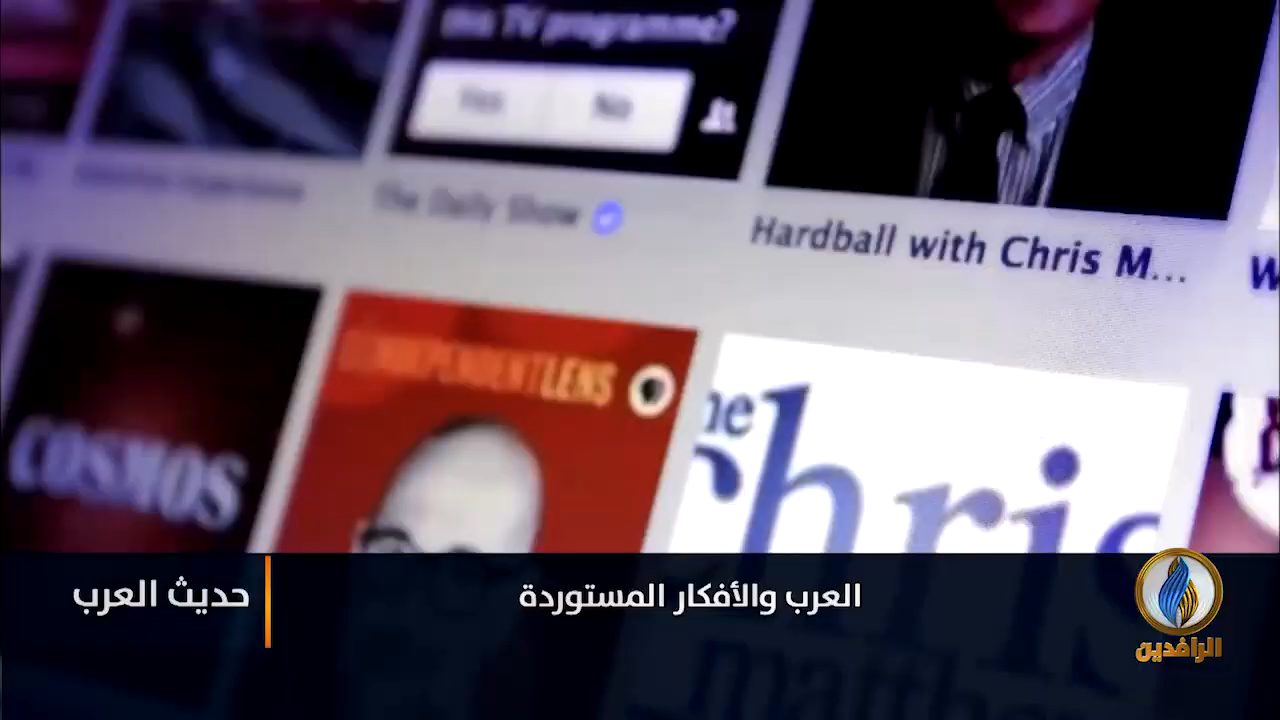 this TV programme?
Yes
No
The Daily Show
Hardball with Chris M...
W
COSMOS
INDEPENDENTLENS
the
chris
matthe
العرب والأفكار المستوردة
حديث العرب
الرافدين